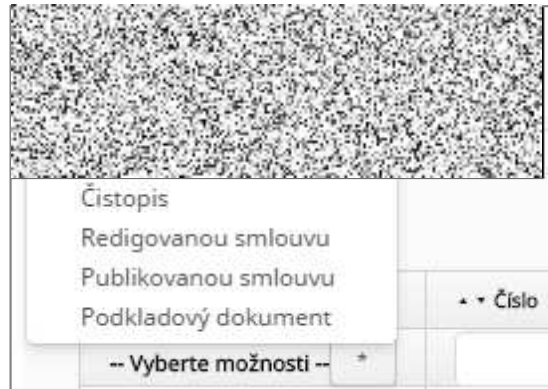 Čistopis
Redigovanou smlouvu
Publikovanou smlouvu
Podkladový dokument
Číslo
-- Vyberte možnosti -- *